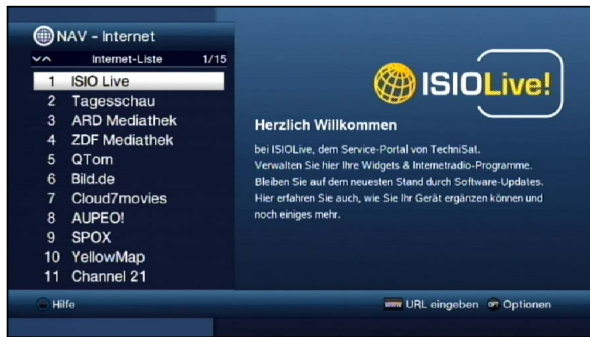 NAV - Internet
Internet-Liste 1/15
1 ISIO Live
2 Tagesschau
3 ARD Mediathek
4 ZDF Mediathek
5 QTom
6 Bild.de
7 Cloud7movies
8 AUPEO!
9 SPOX
10 YellowMap
11 Channel 21
ISIOLive!
Herzlich Willkommen
bei ISIOLive, dem Service-Portal von TechniSat.
Verwalten Sie hier Ihre Widgets & Internetradio-Programme.
Bleiben Sie auf dem neuesten Stand durch Software-Updates.
Hier erfahren Sie auch, wie Sie Ihr Gerät ergänzen können und
noch einiges mehr.
Hilfe
www URL eingeben OPT Optionen